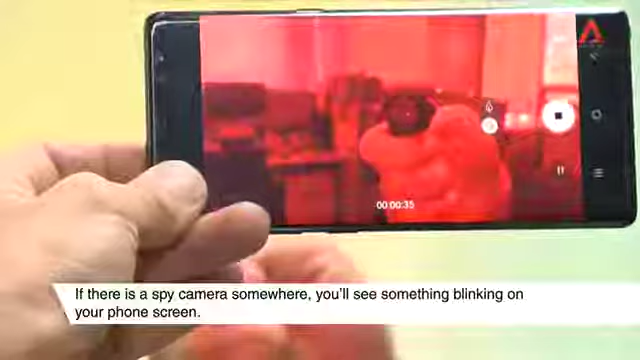 00:00:35
If there is a spy camera somewhere, you'll see something blinking on
your phone screen.